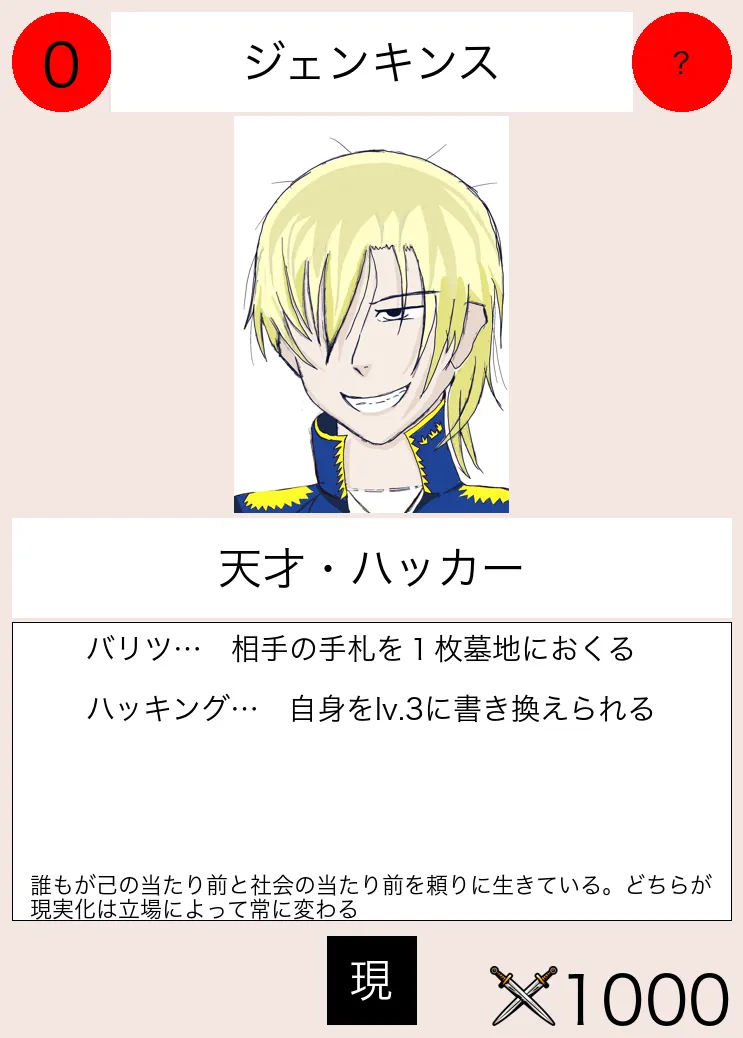 0
ジェンキンス
?
天才・ハッカー
バリツ… 相手の手札を1枚墓地におくる
ハッキング… 自身をlv.3に書き換えられる
誰もが己の当たり前と社会の当たり前を頼りに生きている。どちらが
現実化は立場によって常に変わる
現
1000